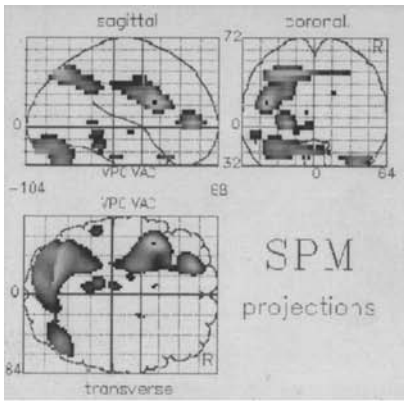 sagittal
coronal
72
R
0
0
32
VPC VAC
0
64
-104
68
VPC VAC
SPM
0
projections
R
84
transverse